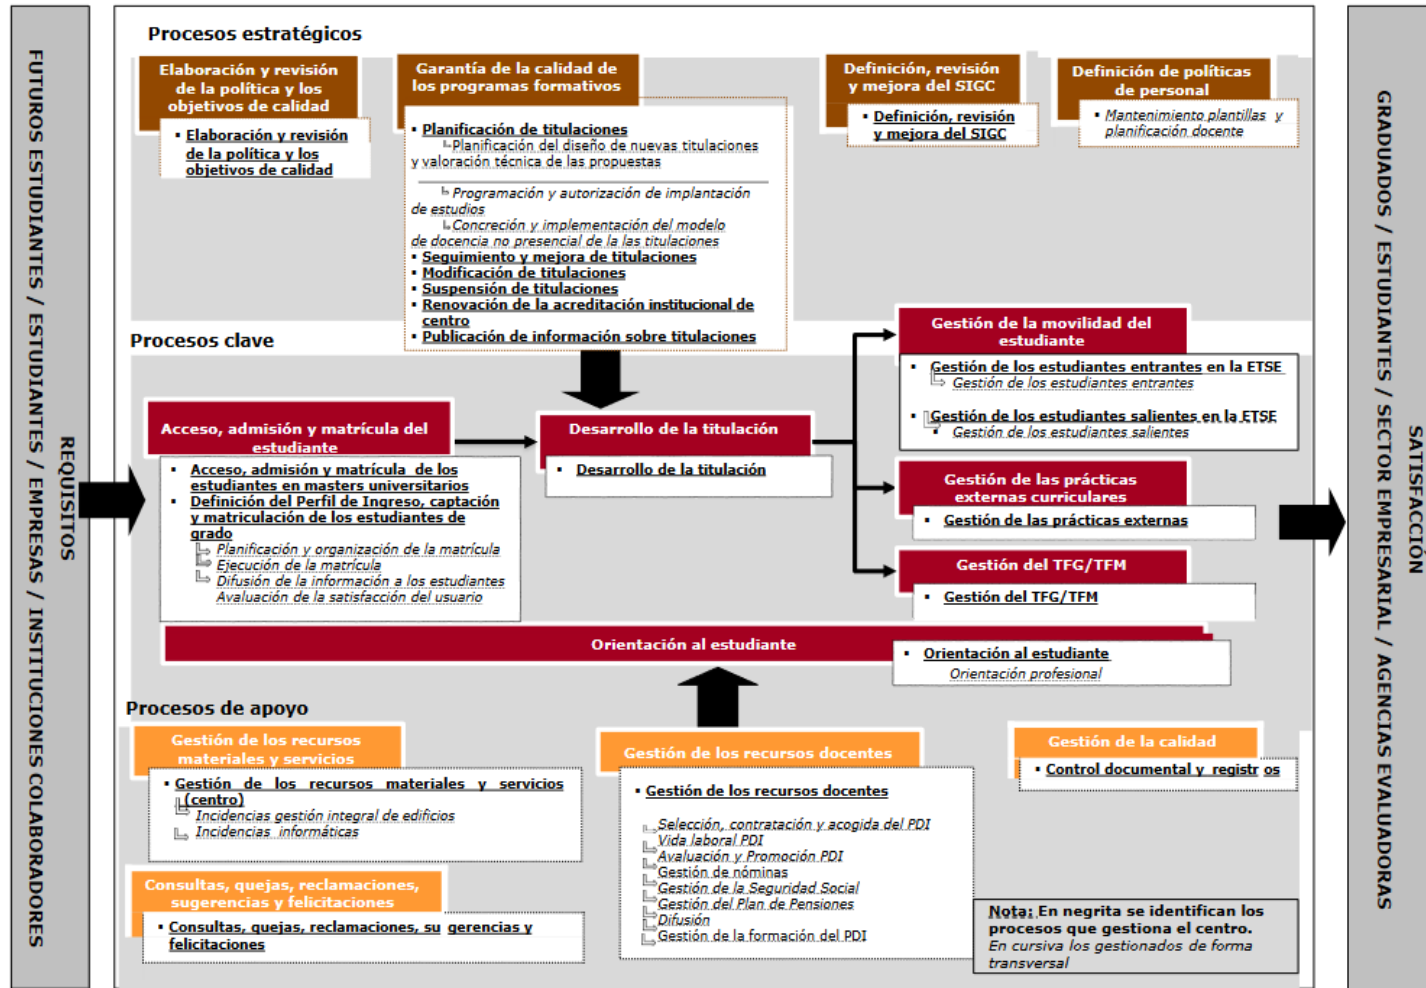 FUTUROS ESTUDIANTES / ESTUDIANTES / EMPRESAS / INSTITUCIONES COLABORADORES
REQUISITOS
Procesos estratégicos
Elaboración y revisión
de la política y los
objetivos de calidad
▪ Elaboración y revisión
de la política y los
objetivos de calidad
Garantía de la calidad de
los programas formativos
▪ Planificación de titulaciones
Planificación del diseño de nuevas titulaciones
y valoración técnica de las propuestas
Programación y autorización de implantación
de estudios
Concreción y implementación del modelo
de docencia no presencial de la las titulaciones
▪ Seguimiento y mejora de titulaciones
▪ Modificación de titulaciones
▪ Suspensión de titulaciones
▪ Renovación de la acreditación institucional de
centro
▪ Publicación de información sobre titulaciones
Definición, revisión
y mejora del SIGC
▪ Definición, revisión
y mejora del SIGC
Definición de políticas
de personal
▪ Mantenimiento plantillas y
planificación docente
Procesos clave
Acceso, admisión y matrícula del
estudiante
▪ Acceso, admisión y matrícula de los
estudiantes en masters universitarios
▪ Definición del Perfil de Ingreso, captación
y matriculación de los estudiantes de
grado
Planificación y organización de la matrícula
Ejecución de la matrícula
Difusión de la información a los estudiantes
Avaluación de la satisfacción del usuario
Desarrollo de la titulación
▪ Desarrollo de la titulación
Gestión de la movilidad del
estudiante
▪ Gestión de los estudiantes entrantes en la ETSE
Gestión de los estudiantes entrantes
▪ Gestión de los estudiantes salientes en la ETSE
▪ Gestión de los estudiantes salientes
Gestión de las prácticas
externas curriculares
▪ Gestión de las prácticas externas
Gestión del TFG/TFM
▪ Gestión del TFG/TFM
Orientación al estudiante
▪ Orientación al estudiante
Orientación profesional
Procesos de apoyo
Gestión de los recursos
materiales y servicios
▪ Gestión de los recursos materiales y servicios
(centro)
Incidencias gestión integral de edificios
Incidencias informáticas
Consultas, quejas, reclamaciones,
sugerencias y felicitaciones
▪ Consultas, quejas, reclamaciones, su gerencias y
felicitaciones
Gestión de los recursos docentes
▪ Gestión de los recursos docentes
Selección, contratación y acogida del PDI
Vida laboral PDI
Avaluación y Promoción PDI
Gestión de nóminas
Gestión de la Seguridad Social
Gestión del Plan de Pensiones
Difusión
Gestión de la formación del PDI
Gestión de la calidad
▪ Control documental y registr os
Nota: En negrita se identifican los
procesos que gestiona el centro.
En cursiva los gestionados de forma
transversal
SATISFACCIÓN
GRADUADOS / ESTUDIANTES / SECTOR EMPRESARIAL / AGENCIAS EVALUADORAS